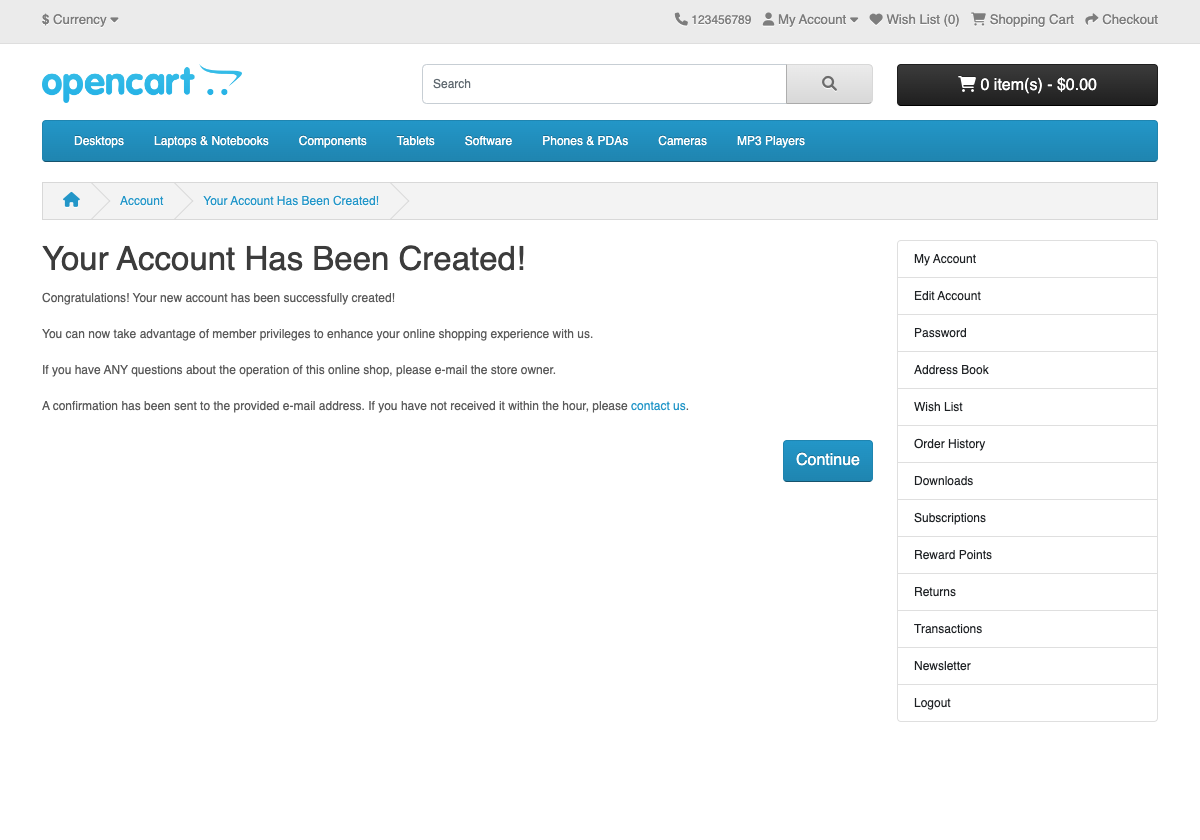 $ Currency
123456789 My Account Wish List (0) Shopping Cart Checkout
opencart
Search
0 item(s) - $0.00
Desktops Laptops & Notebooks Components Tablets Software Phones & PDAs Cameras MP3 Players
Account Your Account Has Been Created!
Your Account Has Been Created!
Congratulations! Your new account has been successfully created!
You can now take advantage of member privileges to enhance your online shopping experience with us.
If you have ANY questions about the operation of this online shop, please e-mail the store owner.
A confirmation has been sent to the provided e-mail address. If you have not received it within the hour, please contact us.
Continue
My Account
Edit Account
Password
Address Book
Wish List
Order History
Downloads
Subscriptions
Reward Points
Returns
Transactions
Newsletter
Logout